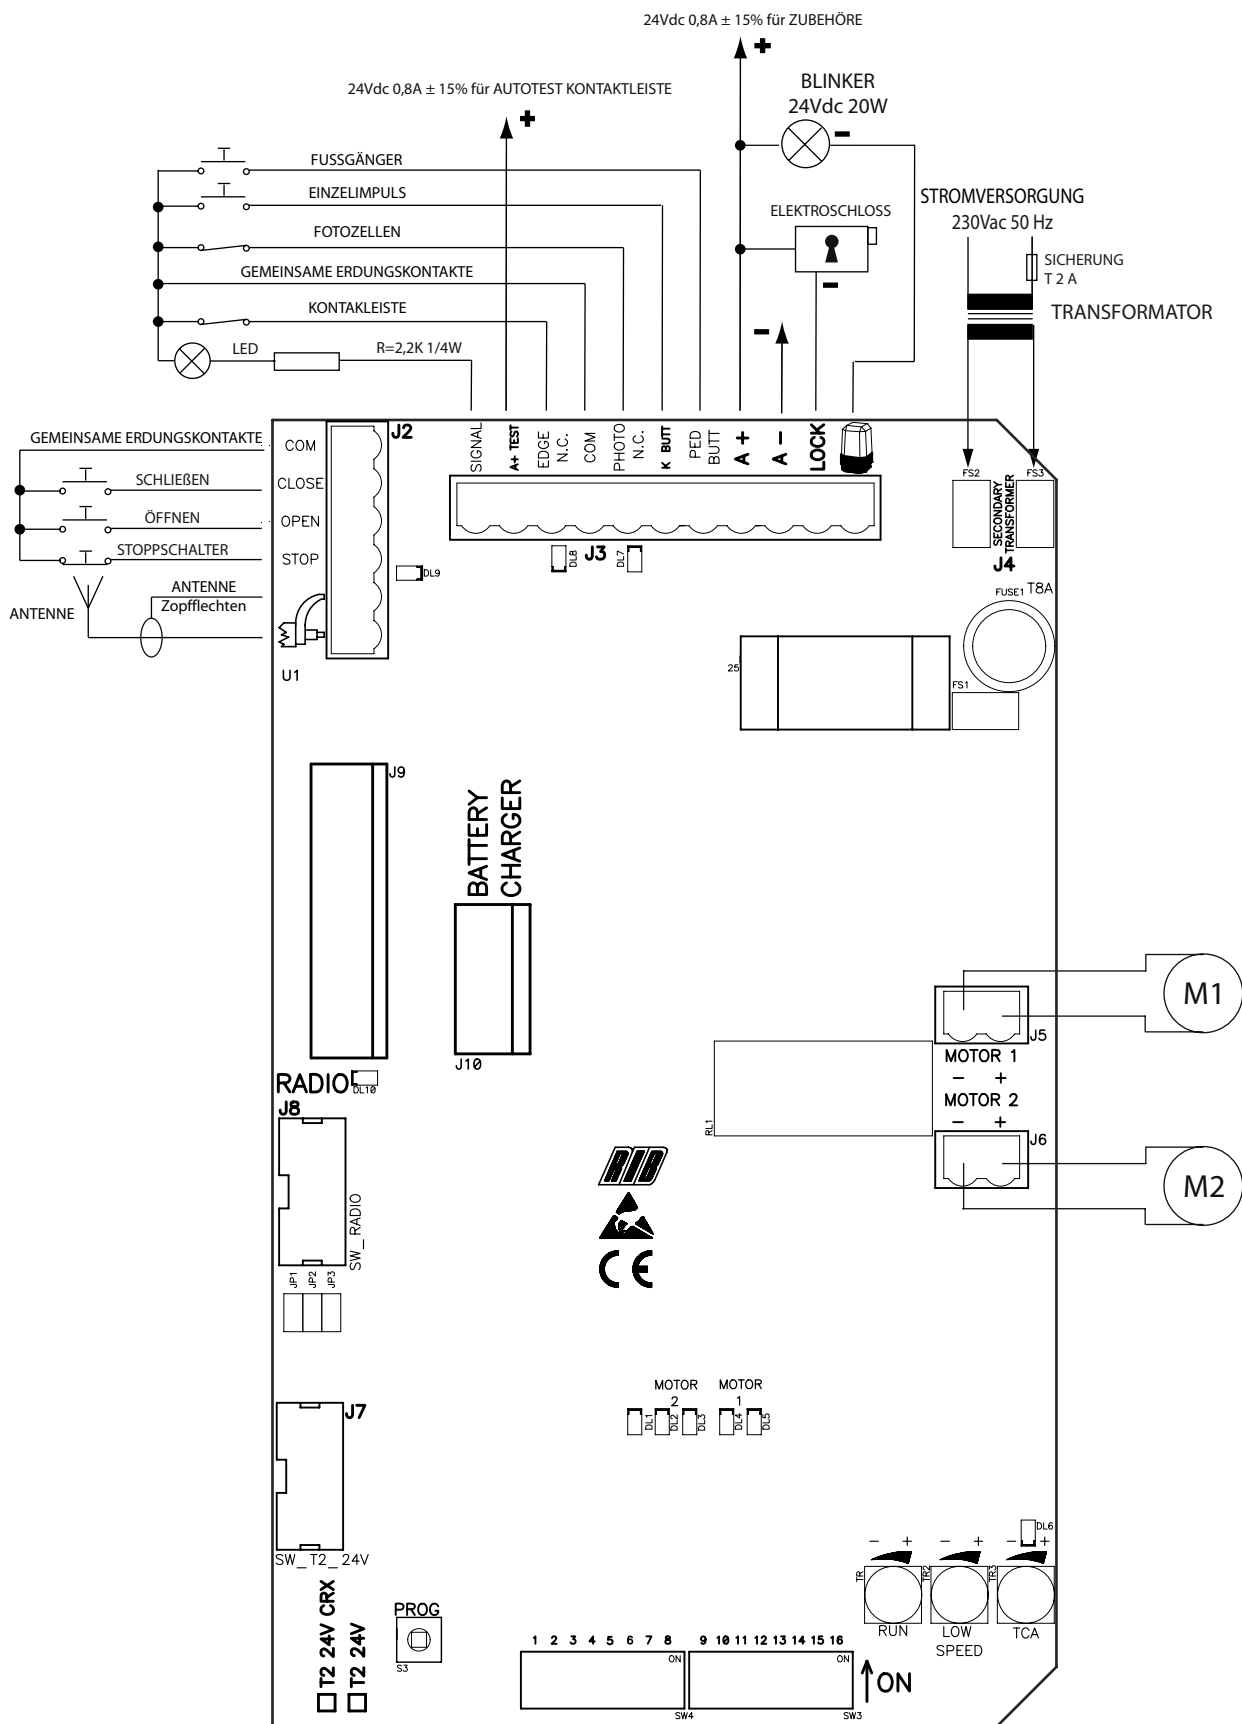 24Vdc 0,8A ± 15% für ZUBEHÖRE
+
24Vdc 0,8A ± 15% für AUTOTEST KONTAKTLEISTE
+
BLINKER
24Vdc 20W
-
FUSSGÄNGER
EINZELIMPULS
FOTOZELLEN
GEMEINSAME ERDUNGSKONTAKTE
KONTAKLEISTE
LED
R=2,2K 1/4W
ELEKTROSCHLOSS
-
-
STROMVERSORGUNG
230Vac 50 Hz
SICHERUNG
T 2 A
TRANSFORMATOR
GEMEINSAME ERDUNGSKONTAKTE
SCHLIEßEN
ÖFFNEN
STOPPSCHALTER
ANTENNE
Zopfflechten
ANTENNE
COM
CLOSE
OPEN
STOP
J2
DL9
U1
SIGNAL
A+ TEST
EDGE
N.C.
COM
PHOTO
N.C.
K BUTT
PED
BUTT
A +
A -
LOCK
J3
DL8
DL7
FS2
SECONDARY
TRANSFORMER
FS3
J4
FUSE1 T8A
25
FS1
J9
BATTERY
CHARGER
J10
RADIO
DL10
J8
SW_RADIO
JP1
JP2
JP3
M1
J5
MOTOR 1
- +
MOTOR 2
- +
J6
M2
RL1
RIB
CE
MOTOR
2
MOTOR
1
DL1
DL2
DL3
DL4
DL5
J7
SW_T2_24V
T2 24V CRX
T2 24V
PROG
S3
1 2 3 4 5 6 7 8
ON
SW4
9 10 11 12 13 14 15 16
ON
SW3
ON
DL6
- +
- +
- +
TR
TR2
TR3
RUN
LOW
SPEED
TCA